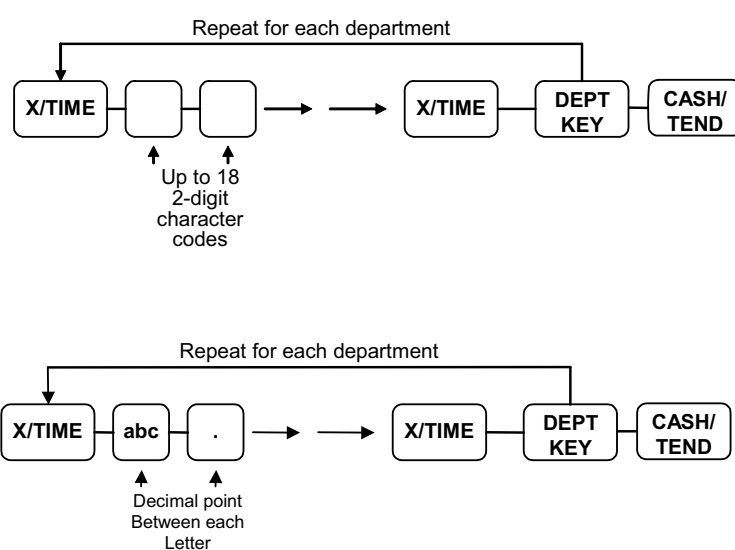 Repeat for each department
X/TIME
X/TIME
DEPT
KEY
CASH/
TEND
Up to 18
2-digit
character
codes
Repeat for each department
X/TIME
abc
.
X/TIME
DEPT
KEY
CASH/
TEND
Decimal point
Between each
Letter